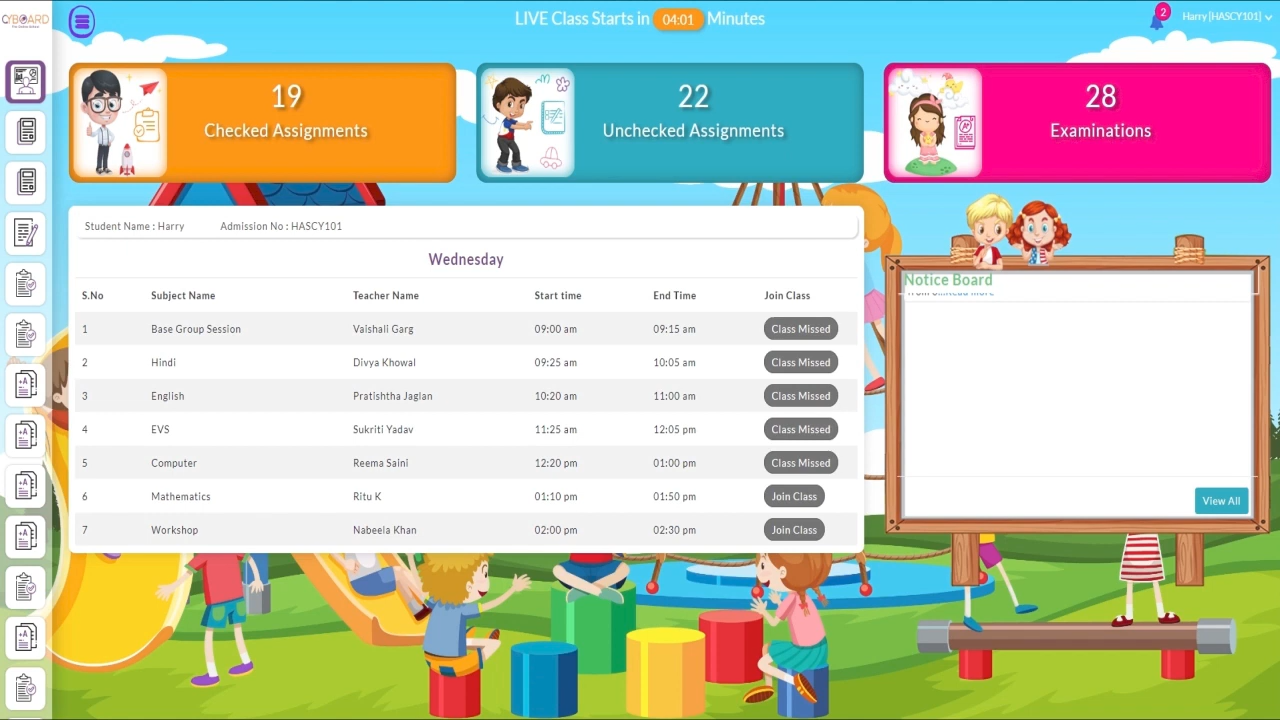 CYBOARD
LIVE Class Starts in 04:01 Minutes
2
Harry [HASCY101]
19
Checked Assignments
22
Unchecked Assignments
28
Examinations
Student Name : Harry Admission No : HASCY101
Wednesday
S.No Subject Name Teacher Name Start time End Time Join Class
1 Base Group Session Vaishali Garg 09:00 am 09:15 am Class Missed
2 Hindi Divya Khowal 09:25 am 10:05 am Class Missed
3 English Pratishtha Jagian 10:20 am 11:00 am Class Missed
4 EVS Sukriti Yadav 11:25 am 12:05 pm Class Missed
5 Computer Reema Saini 12:20 pm 01:00 pm Class Missed
6 Mathematics Ritu K 01:10 pm 01:50 pm Join Class
7 Workshop Nabeela Khan 02:00 pm 02:30 pm Join Class
Notice Board
View All